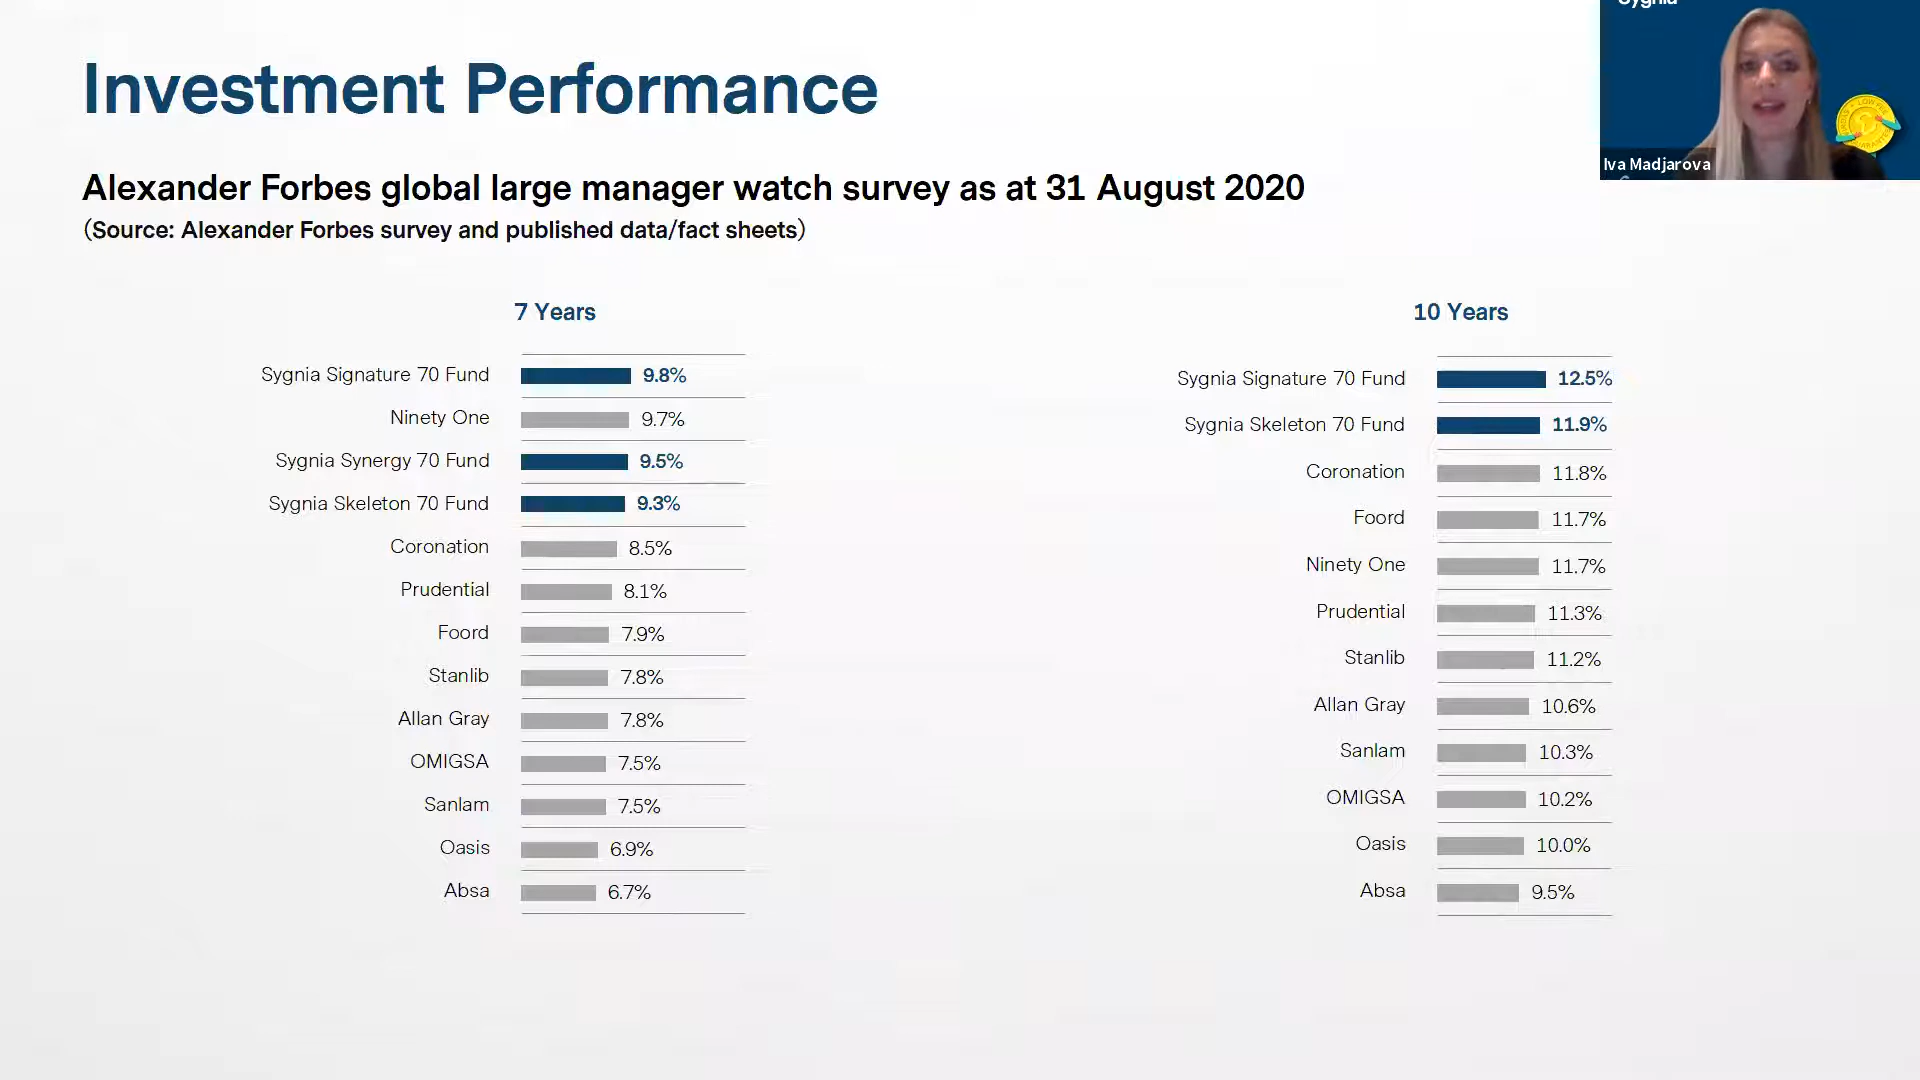 Sygnia
Investment Performance
Iva Madjarova
Alexander Forbes global large manager watch survey as at 31 August 2020
(Source: Alexander Forbes survey and published data/fact sheets)
7 Years
Sygnia Signature 70 Fund 9.8%
Ninety One 9.7%
Sygnia Synergy 70 Fund 9.5%
Sygnia Skeleton 70 Fund 9.3%
Coronation 8.5%
Prudential 8.1%
Foord 7.9%
Stanlib 7.8%
Allan Gray 7.8%
OMIGSA 7.5%
Sanlam 7.5%
Oasis 6.9%
Absa 6.7%
10 Years
Sygnia Signature 70 Fund 12.5%
Sygnia Skeleton 70 Fund 11.9%
Coronation 11.8%
Foord 11.7%
Ninety One 11.7%
Prudential 11.3%
Stanlib 11.2%
Allan Gray 10.6%
Sanlam 10.3%
OMIGSA 10.2%
Oasis 10.0%
Absa 9.5%